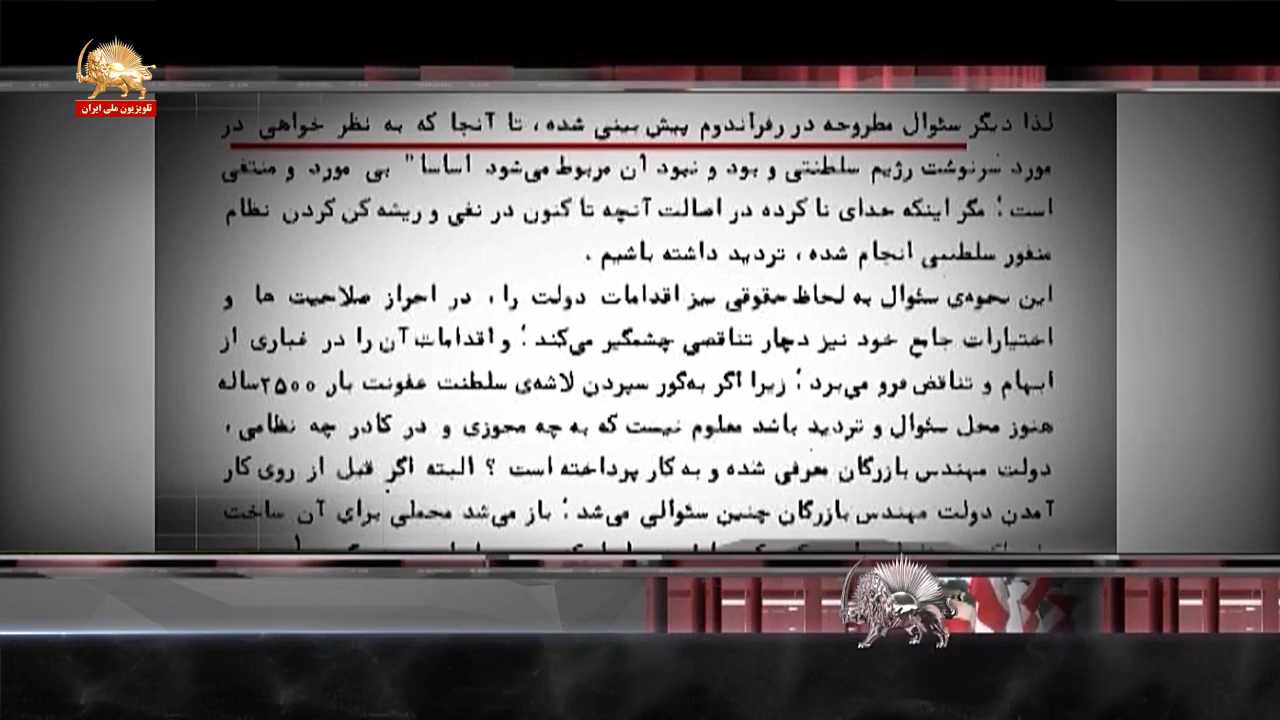 تلویزیون ملی ایران
لذا دیگر سئوال مطروحه در رفراندوم پیش بینی شده، تا آنجا که به نظر خواهی در
مورد سرنوشت رژیم سلطنتی و بود و نبود آن مربوط می‌شود اساسا" بی مورد و منتفی
است؛ مگر اینکه خدای نا کرده در اصالت آنچه تا کنون در نفی و ریشه کن کردن نظام
منفور سلطنتی انجام شده، تردید داشته باشیم.
این نحوه‌ی سئوال به لحاظ حقوقی نیز اقدامات دولت را، در احراز صلاحیت ها و
اختیارات جامع خود نیز دچار تناقصی چشمگیر می‌کند؛ و اقدامات آن را در غباری از
ابهام و تناقض فرو می‌برد؛ زیرا اگر به‌گور سپردن لاشه‌ی سلطنت عفونت بار ۲۵۰۰ساله
هنوز محل سئوال و تردید باشد معلوم نیست که به چه مجوزی و در کادر چه نظامی،
دولت مهندس بازرگان معرفی شده و به کار پرداخته است؟ البته اگر قبل از روی کار
آمدن دولت مهندس بازرگان چنین سئوالی می‌شد؛ باز می‌شد محملی برای آن ساخت